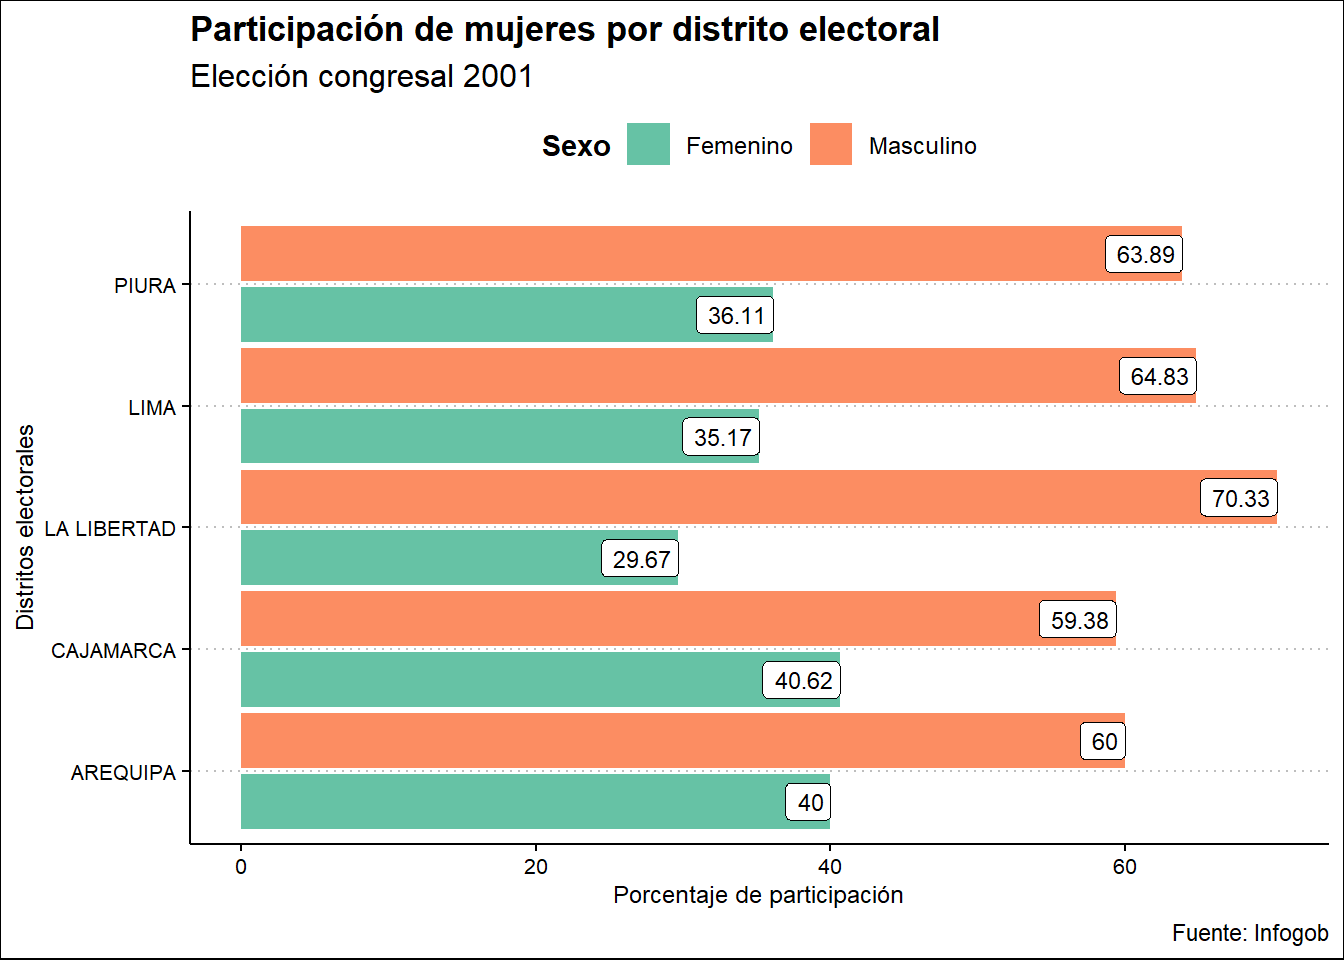 Participación de mujeres por distrito electoral
Elección congresal 2001
Sexo Femenino Masculino
Distritos electorales
PIURA
63.89
36.11
LIMA
64.83
35.17
LA LIBERTAD
70.33
29.67
CAJAMARCA
59.38
40.62
AREQUIPA
60
40
0 20 40 60
Porcentaje de participación
Fuente: Infogob